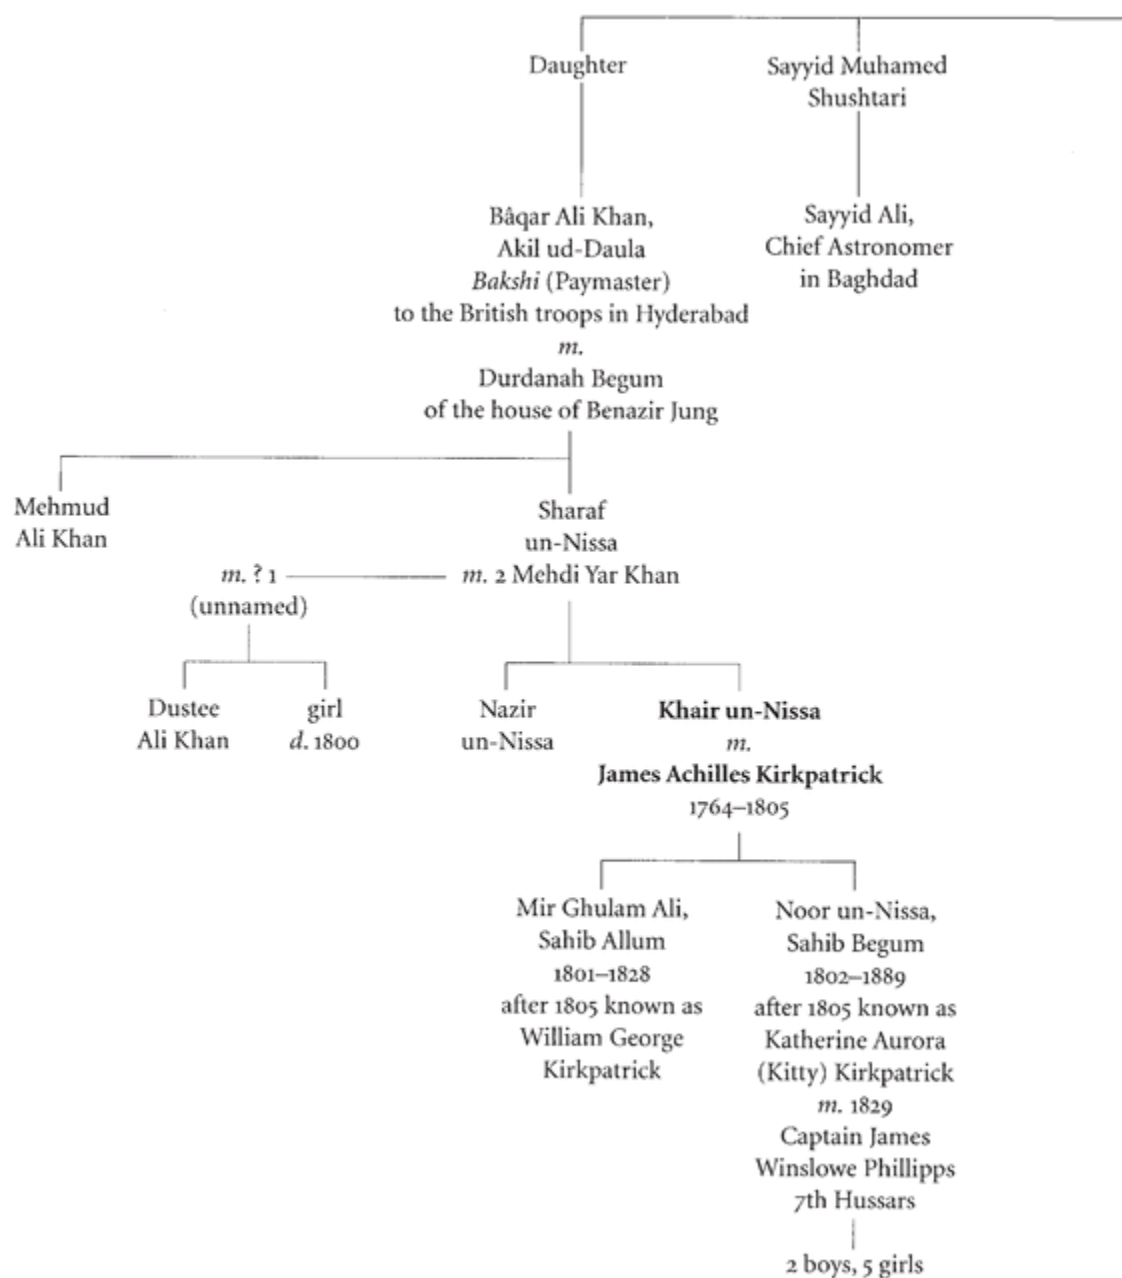 Daughter
Sayyid Muhamed
Shushtari
Bâqar Ali Khan,
Akil ud-Daula
Bakshi (Paymaster)
to the British troops in Hyderabad
m.
Durdanah Begum
of the house of Benazir Jung
Sayyid Ali,
Chief Astronomer
in Baghdad
Mehmud
Ali Khan
Sharaf
un-Nissa
m. ? 1
(unnamed)
m. 2 Mehdi Yar Khan
Dustee
Ali Khan
girl
d. 1800
Nazir
un-Nissa
Khair un-Nissa
m.
James Achilles Kirkpatrick
1764–1805
Mir Ghulam Ali,
Sahib Allum
1801–1828
after 1805 known as
William George
Kirkpatrick
Noor un-Nissa,
Sahib Begum
1802–1889
after 1805 known as
Katherine Aurora
(Kitty) Kirkpatrick
m. 1829
Captain James
Winslowe Phillipps
7th Hussars
2 boys, 5 girls